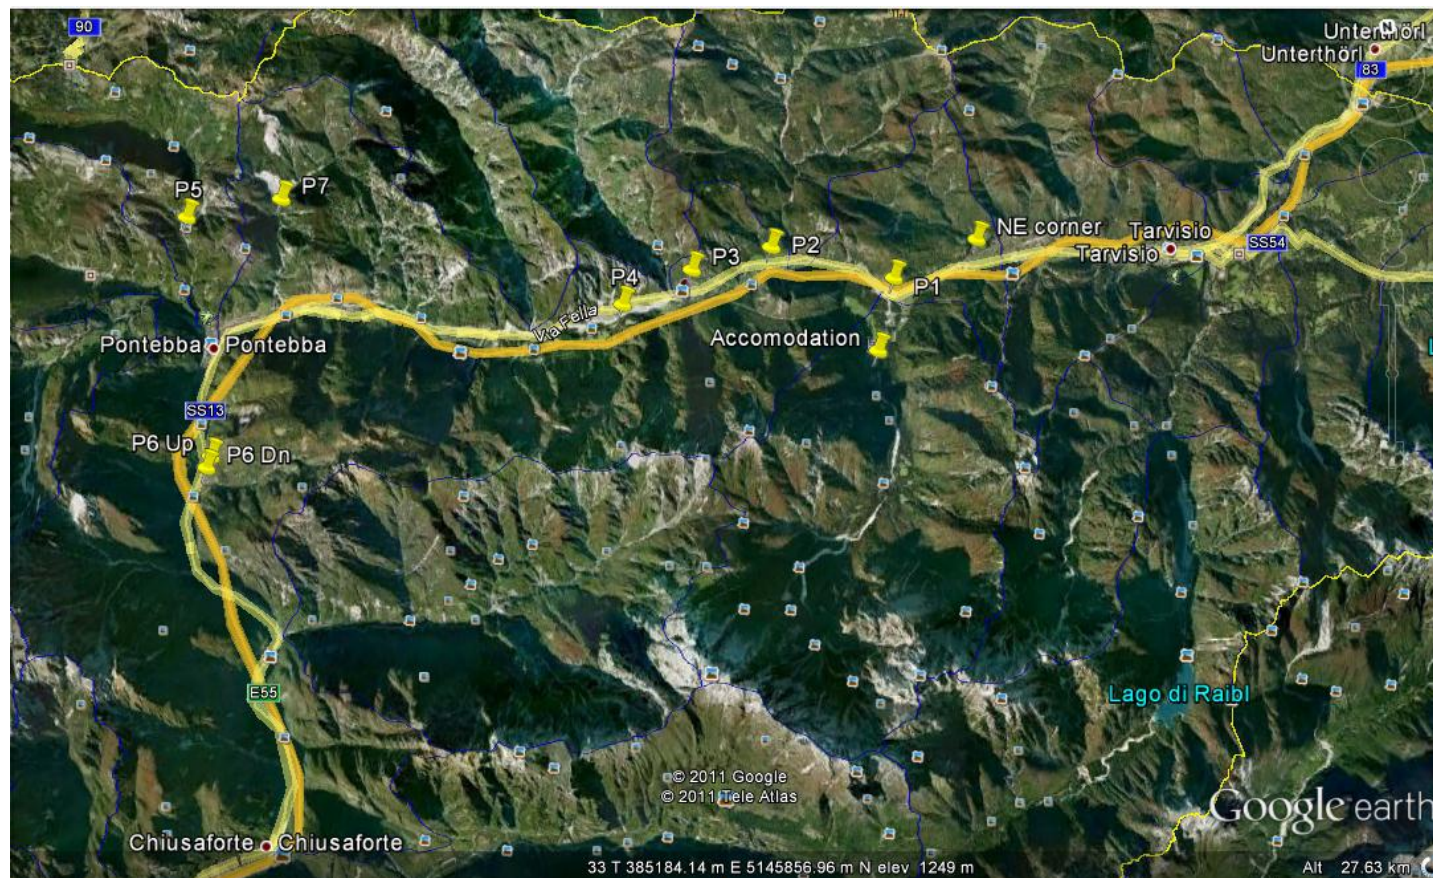 90
Unterthörl
Unterthörl
N
83
P5
P7
NE corner
Tarvisio
Tarvisio
SS54
P2
P3
P1
P4
Via Fella
Accomodation
Pontebba
Pontebba
SS13
P6 Up
P6 Dn
E55
Lago di Raibl
© 2011 Google
© 2011 Tele Atlas
Google earth
Chiusaforte
Chiusaforte
33 T 385184.14 m E 5145856.96 m N elev 1249 m
Alt 27.63 km